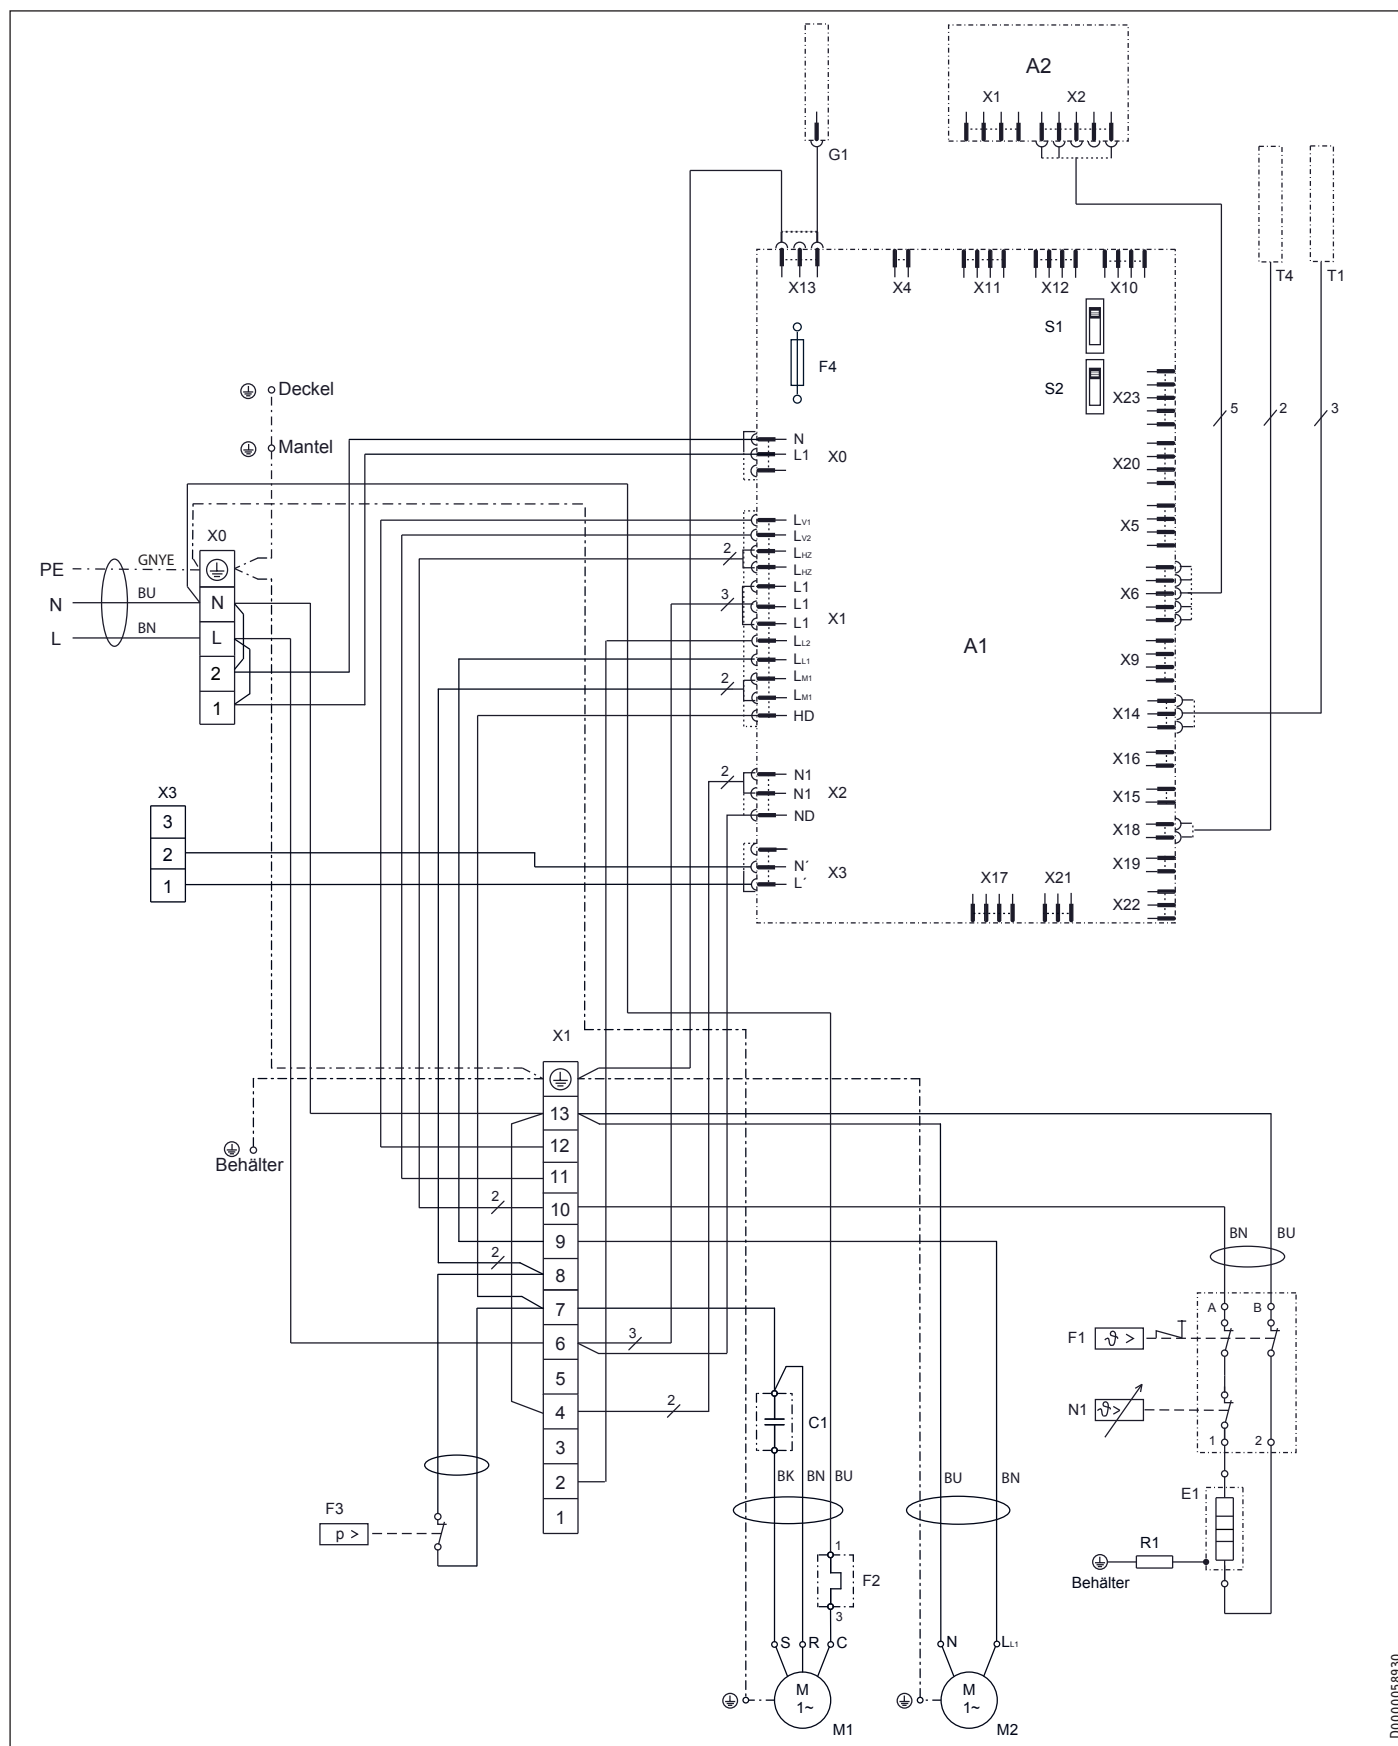 A2
X1 X2
G1
T4 T1
X13 X4 X11 X12 X10
S1
F4
S2
X23
5 2 3
Deckel
Mantel
N
L1
X0
X20
X5
X0
LV1
LV2
2 LHZ
LHZ
L1
3 L1
L1
X1
LL2
LL1
2 LM1
LM1
HD
A1
X6
X9
X14
PE GNYE
N BU N
L BN L
2
1
X16
X15
X18
X19
X22
2 N1
N1
ND
X2
X3
3
2
1
N´
L´
X3
X17 X21
X1
13
12
11
2 10
9
2 8
7
6 3
5
4 2
3
2
1
Behälter
BN BU
A B
F1 ϑ >
N1 ϑ>
1 2
C1
BK BN BU
BU BN
F3
p >
E1
R1
Behälter
1
F2
3
S R C
N LL1
M
1~
M1
M
1~
M2
D0000058930